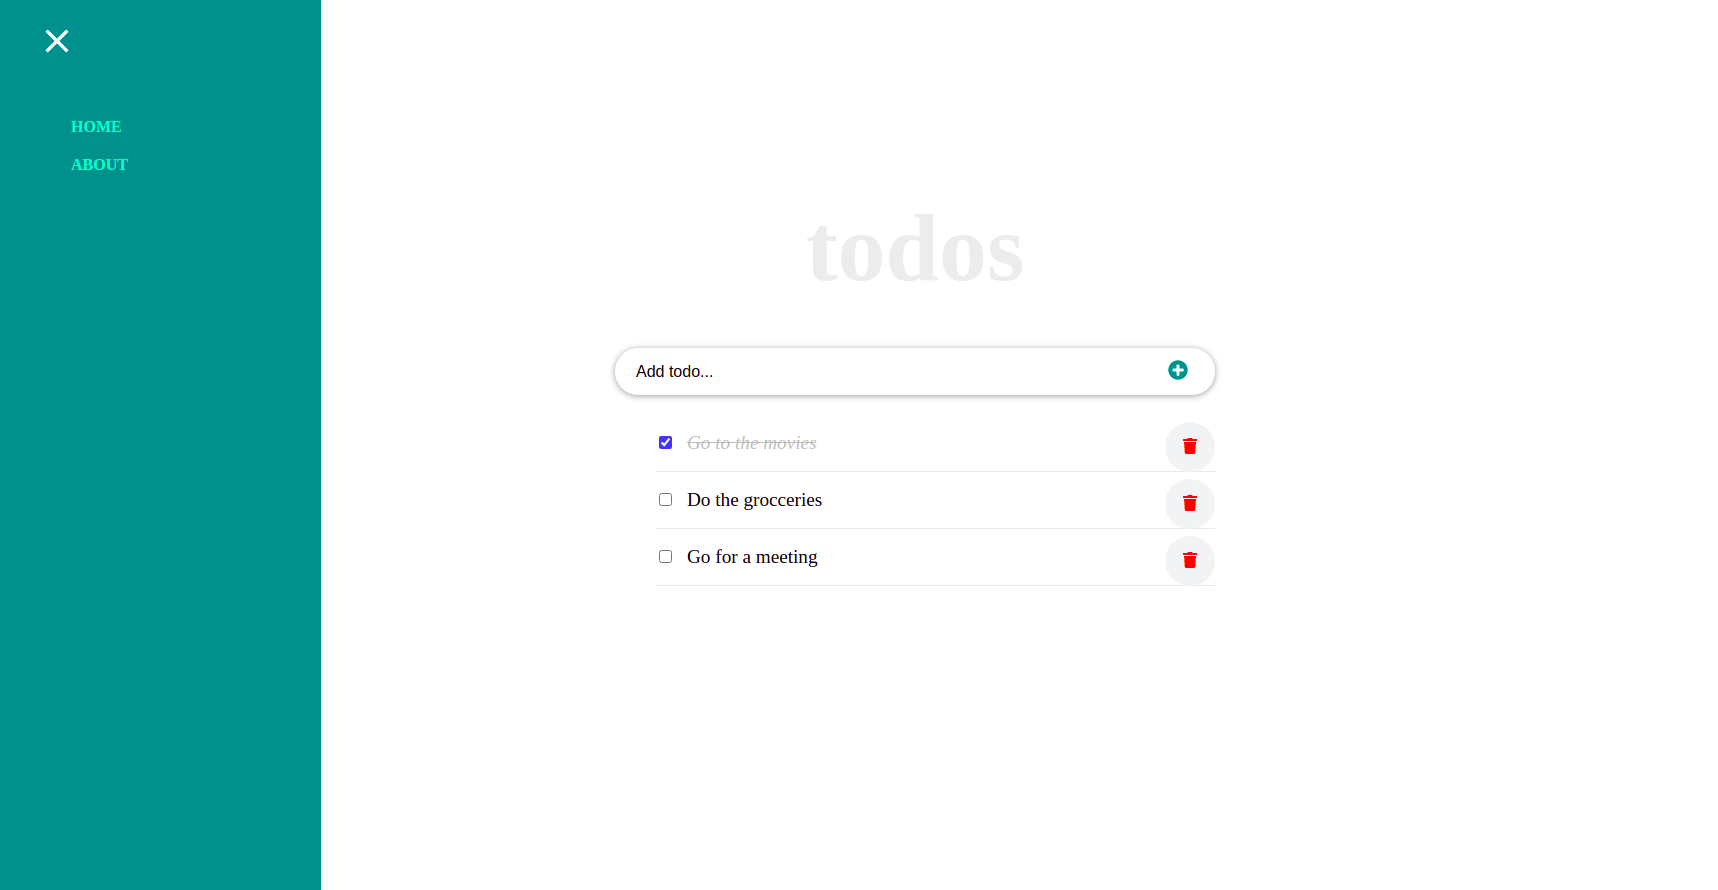 HOME
ABOUT
todos
Add todo...
Go to the movies
Do the grocceries
Go for a meeting